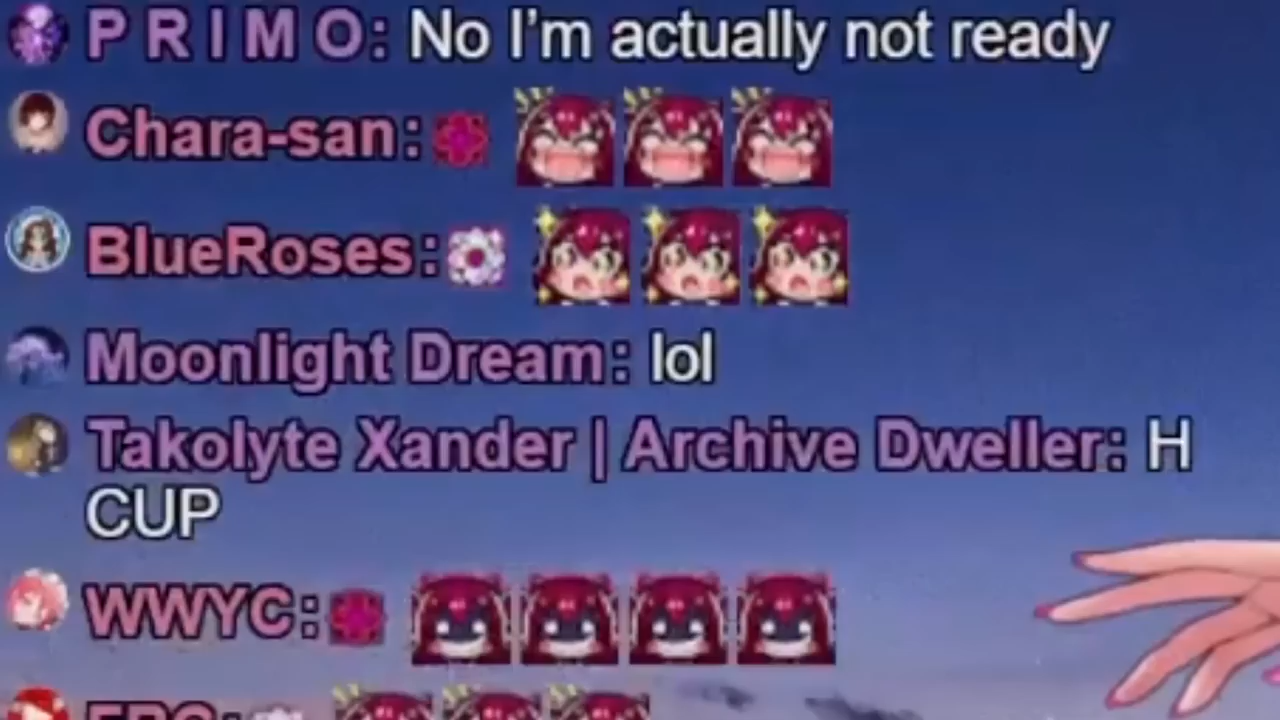 P R I M O: No I'm actually not ready
Chara-san:
BlueRoses:
Moonlight Dream: lol
Takolyte Xander | Archive Dweller: H
CUP
WWYC: